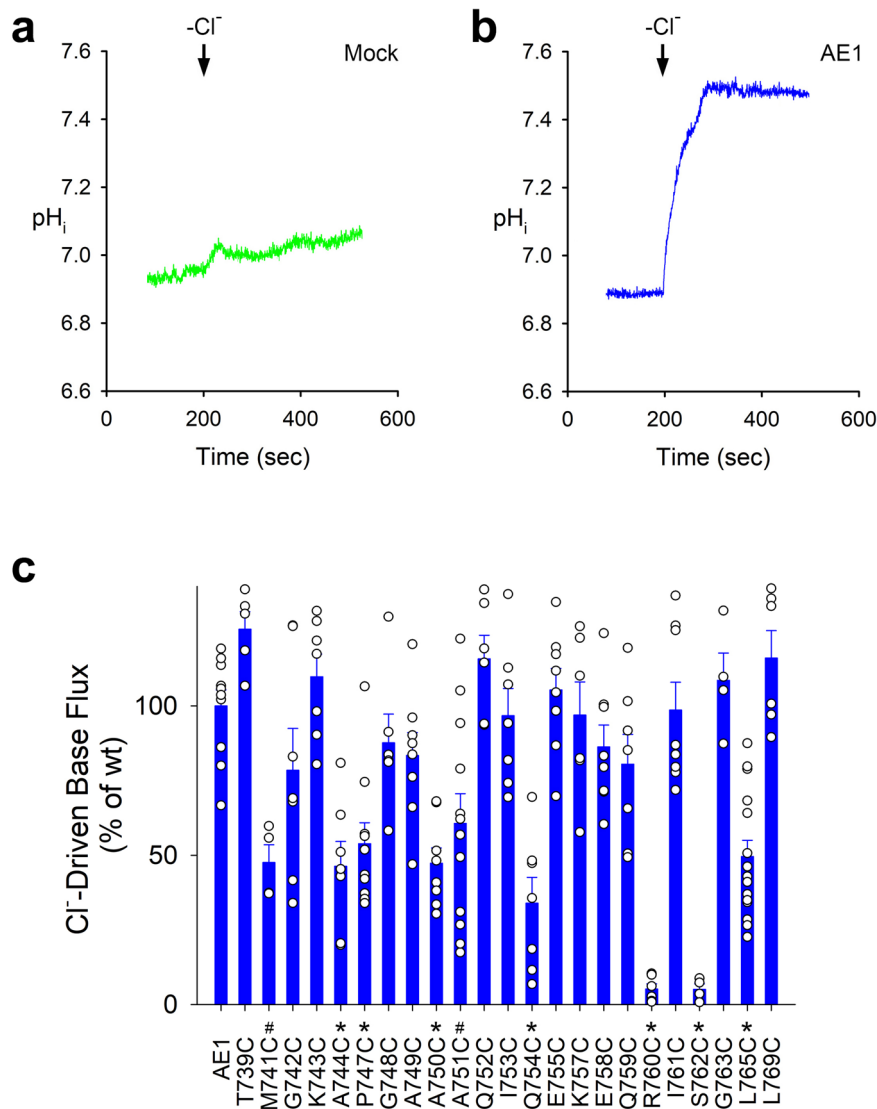 a
-Cl⁻
Mock
7.6
7.4
7.2
pHᵢ
7.0
6.8
6.6
0 200 400 600
Time (sec)
b
-Cl⁻
AE1
7.6
7.4
7.2
pHᵢ
7.0
6.8
6.6
0 200 400 600
Time (sec)
c
Cl⁻-Driven Base Flux
(% of wt)
100
50
0
AE1
T739C
M741C#
G742C
K743C
A744C*
P747C*
G748C
A749C
A750C*
A751C#
Q752C
I753C
Q754C*
E755C
K757C
E758C
Q759C
R760C*
I761C
S762C*
G763C
L765C*
L769C